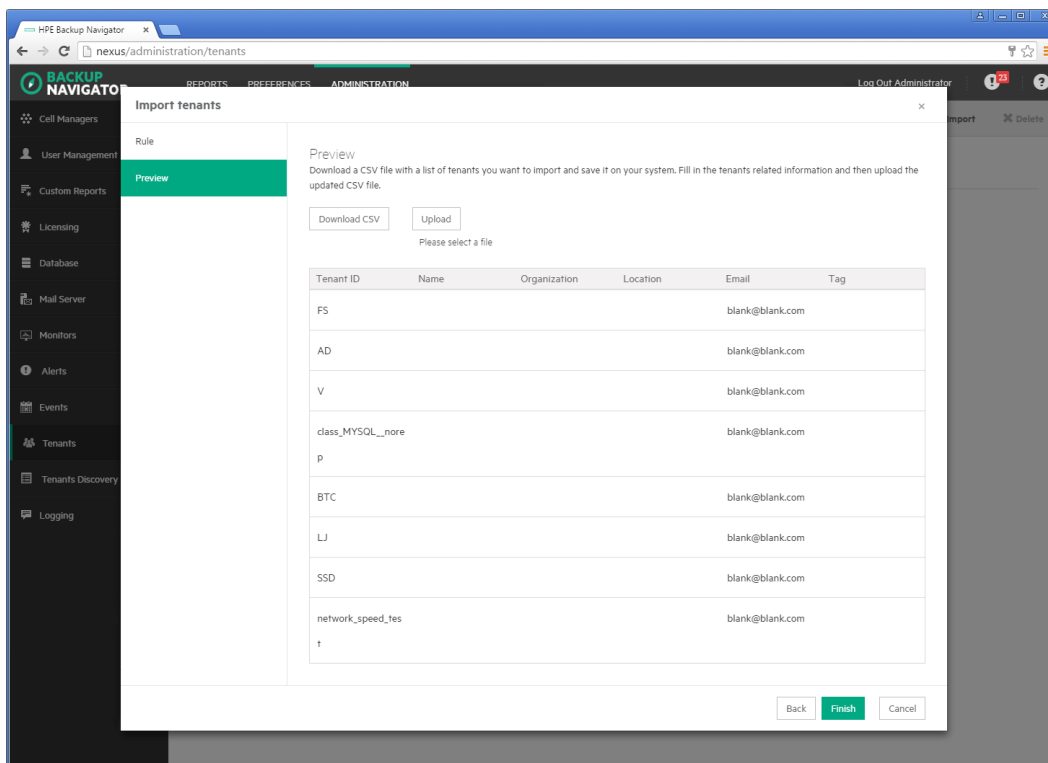 HPE Backup Navigator
nexus/administration/tenants
BACKUP
NAVIGATOR
REPORTS PREFERENCES ADMINISTRATION
Log Out Administrator
23
Import tenants
Import Delete
Cell Managers
User Management
Custom Reports
Licensing
Database
Mail Server
Monitors
Alerts
Events
Tenants
Tenants Discovery
Logging
Rule
Preview
Preview
Download a CSV file with a list of tenants you want to import and save it on your system. Fill in the tenants related information and then upload the
updated CSV file.
Download CSV Upload
Please select a file
Tenant ID Name Organization Location Email Tag
FS blank@blank.com
AD blank@blank.com
V blank@blank.com
class_MYSQL__nore blank@blank.com
p
BTC blank@blank.com
LJ blank@blank.com
SSD blank@blank.com
network_speed_tes blank@blank.com
t
Back Finish Cancel